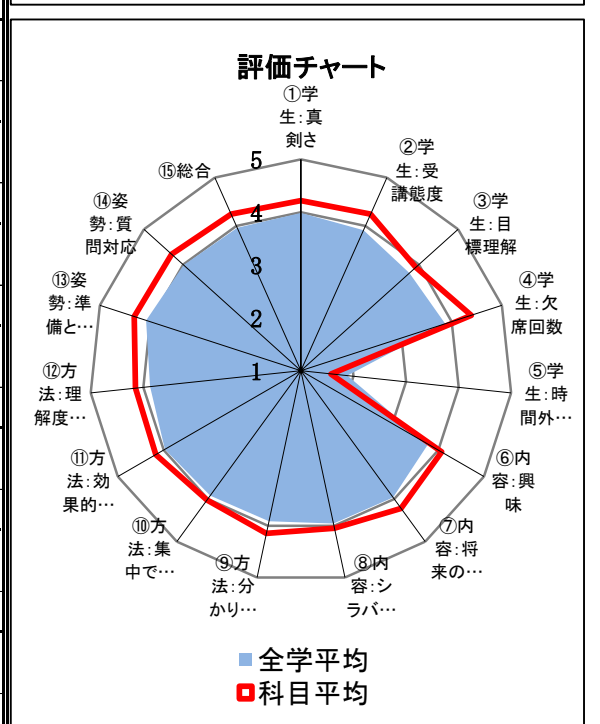 評価チャート
①学
生:真
剣さ
②学
生:受
講態度
③学
生:目
標理解
④学
生:欠
席回数
⑤学
生:時
間外…
⑥内
容:興
味
⑦内
容:将
来の…
⑧内
容:シ
ラバ…
⑨方
法:分
かり…
⑩方
法:集
中で…
⑪方
法:効
果的…
⑫方
法:理
解度…
⑬姿
勢:準
備と…
⑭姿
勢:質
問対応
⑮総合
5
4
3
2
1
全学平均
科目平均